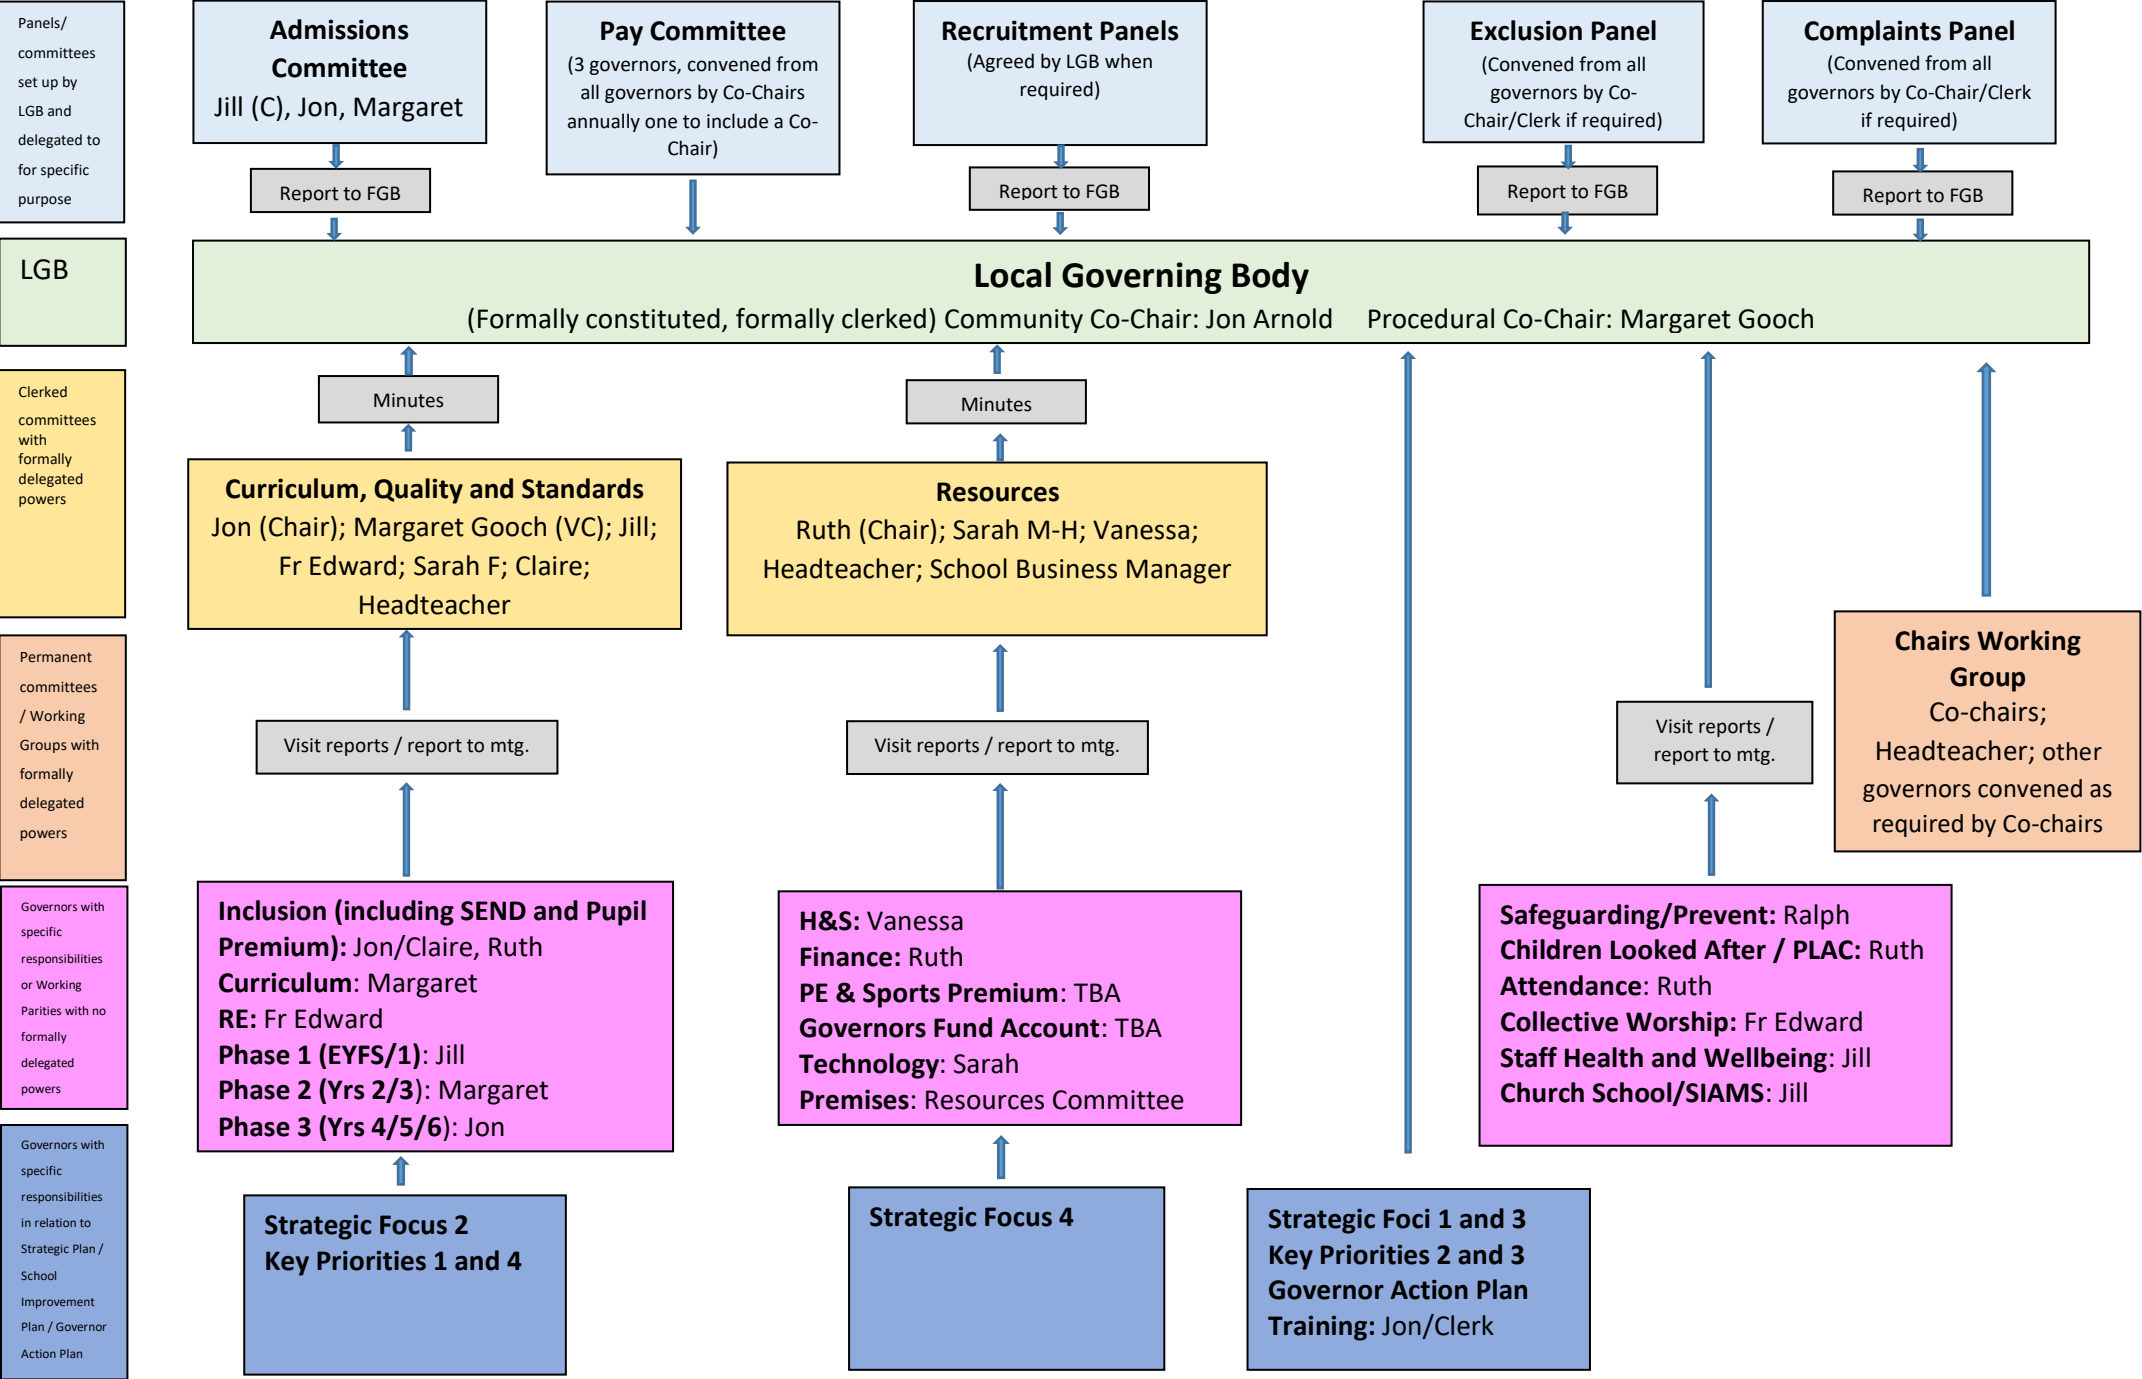 Panels/
committees
set up by
LGB and
delegated to
for specific
purpose
Admissions
Committee
Jill (C), Jon, Margaret
Pay Committee
(3 governors, convened from
all governors by Co-Chairs
annually one to include a Co-
Chair)
Recruitment Panels
(Agreed by LGB when
required)
Exclusion Panel
(Convened from all
governors by Co-
Chair/Clerk if required)
Complaints Panel
(Convened from all
governors by Co-Chair/Clerk
if required)
Report to FGB
Report to FGB
Report to FGB
Report to FGB
LGB
Local Governing Body
(Formally constituted, formally clerked) Community Co-Chair: Jon Arnold Procedural Co-Chair: Margaret Gooch
Clerked
committees
with
formally
delegated
powers
Minutes
Minutes
Curriculum, Quality and Standards
Jon (Chair); Margaret Gooch (VC); Jill;
Fr Edward; Sarah F; Claire;
Headteacher
Resources
Ruth (Chair); Sarah M-H; Vanessa;
Headteacher; School Business Manager
Permanent
committees
/ Working
Groups with
formally
delegated
powers
Visit reports / report to mtg.
Visit reports / report to mtg.
Visit reports /
report to mtg.
Chairs Working
Group
Co-chairs;
Headteacher; other
governors convened as
required by Co-chairs
Governors with
specific
responsibilities
or Working
Parities with no
formally
delegated
powers
Inclusion (including SEND and Pupil
Premium): Jon/Claire, Ruth
Curriculum: Margaret
RE: Fr Edward
Phase 1 (EYFS/1): Jill
Phase 2 (Yrs 2/3): Margaret
Phase 3 (Yrs 4/5/6): Jon
H&S: Vanessa
Finance: Ruth
PE & Sports Premium: TBA
Governors Fund Account: TBA
Technology: Sarah
Premises: Resources Committee
Safeguarding/Prevent: Ralph
Children Looked After / PLAC: Ruth
Attendance: Ruth
Collective Worship: Fr Edward
Staff Health and Wellbeing: Jill
Church School/SIAMS: Jill
Governors with
specific
responsibilities
in relation to
Strategic Plan /
School
Improvement
Plan / Governor
Action Plan
Strategic Focus 2
Key Priorities 1 and 4
Strategic Focus 4
Strategic Foci 1 and 3
Key Priorities 2 and 3
Governor Action Plan
Training: Jon/Clerk